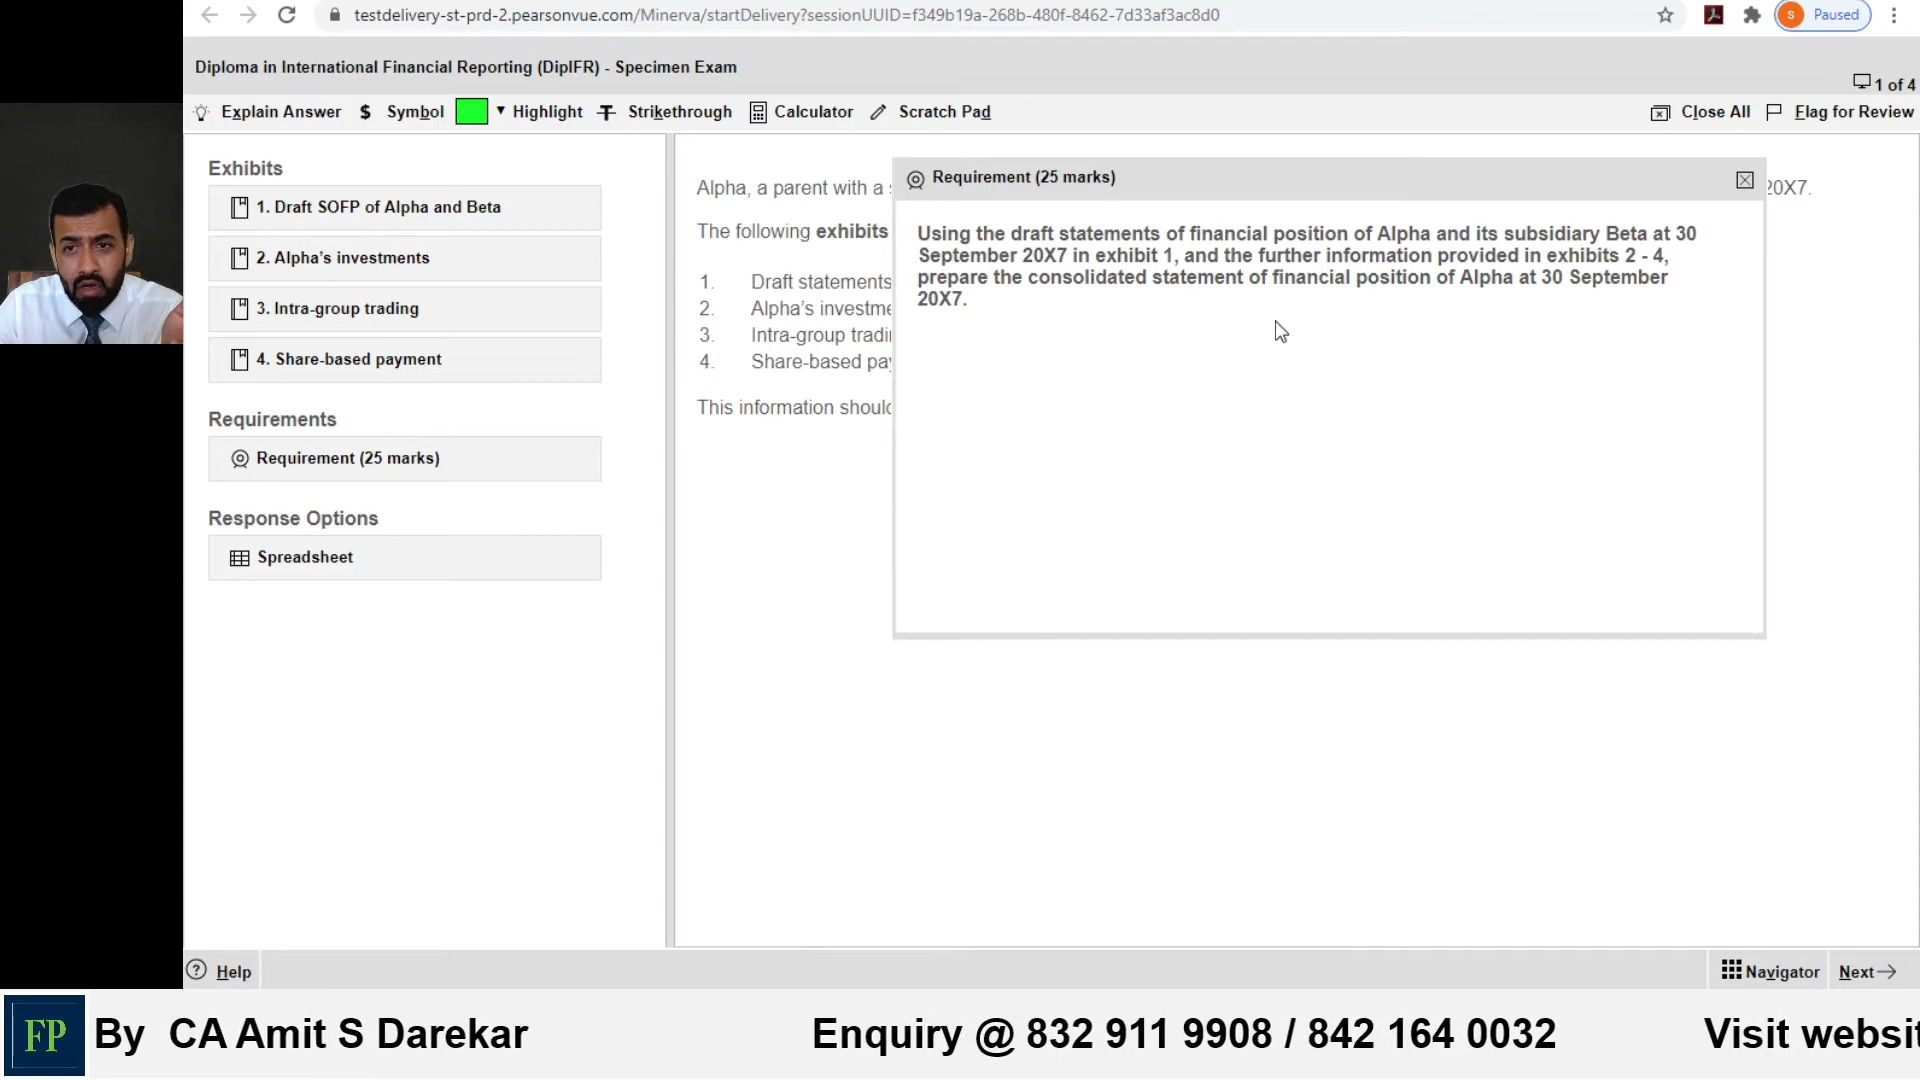 testdelivery-st-prd-2.pearsonvue.com/Minerva/startDelivery?sessionUUID=f349b19a-268b-480f-8462-7d33af3ac8d0
S Paused
Diploma in International Financial Reporting (DipIFR) - Specimen Exam
1 of 4
Explain Answer $ Symbol Highlight T Strikethrough Calculator Scratch Pad Close All Flag for Review
Exhibits
1. Draft SOFP of Alpha and Beta
2. Alpha's investments
3. Intra-group trading
4. Share-based payment
Requirements
Requirement (25 marks)
Response Options
Spreadsheet
Alpha, a parent with a 20X7.
The following exhibits
1. Draft statements
2. Alpha's
3. Intra-group
4. Share-based
This information
Requirement (25 marks)
Using the draft statements of financial position of Alpha and its subsidiary Beta at 30
September 20X7 in exhibit 1, and the further information provided in exhibits 2 - 4,
prepare the consolidated statement of financial position of Alpha at 30 September
20X7.
? Help
Navigator Next
FP By CA Amit S Darekar Enquiry @ 832 911 9908 / 842 164 0032 Visit